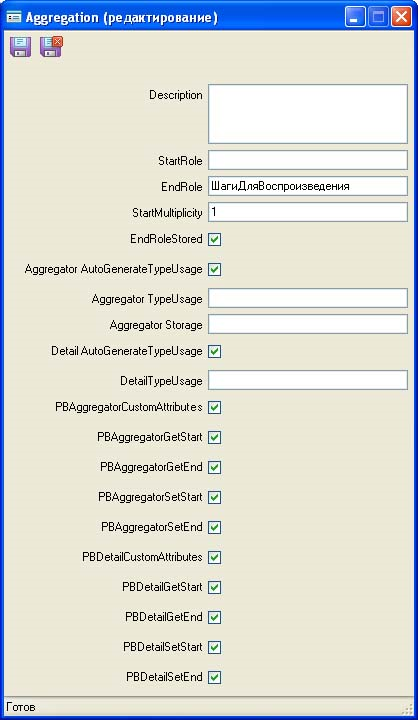 Aggregation (редактирование)
Description
StartRole
EndRole ШагиДляВоспроизведения
StartMultiplicity 1
EndRoleStored
Aggregator AutoGenerateTypeUsage
Aggregator TypeUsage
Aggregator Storage
Detail AutoGenerateTypeUsage
DetailTypeUsage
PBAggregatorCustomAttributes
PBAggregatorGetStart
PBAggregatorGetEnd
PBAggregatorSetStart
PBAggregatorSetEnd
PBDetailCustomAttributes
PBDetailGetStart
PBDetailGetEnd
PBDetailSetStart
PBDetailSetEnd
Готов